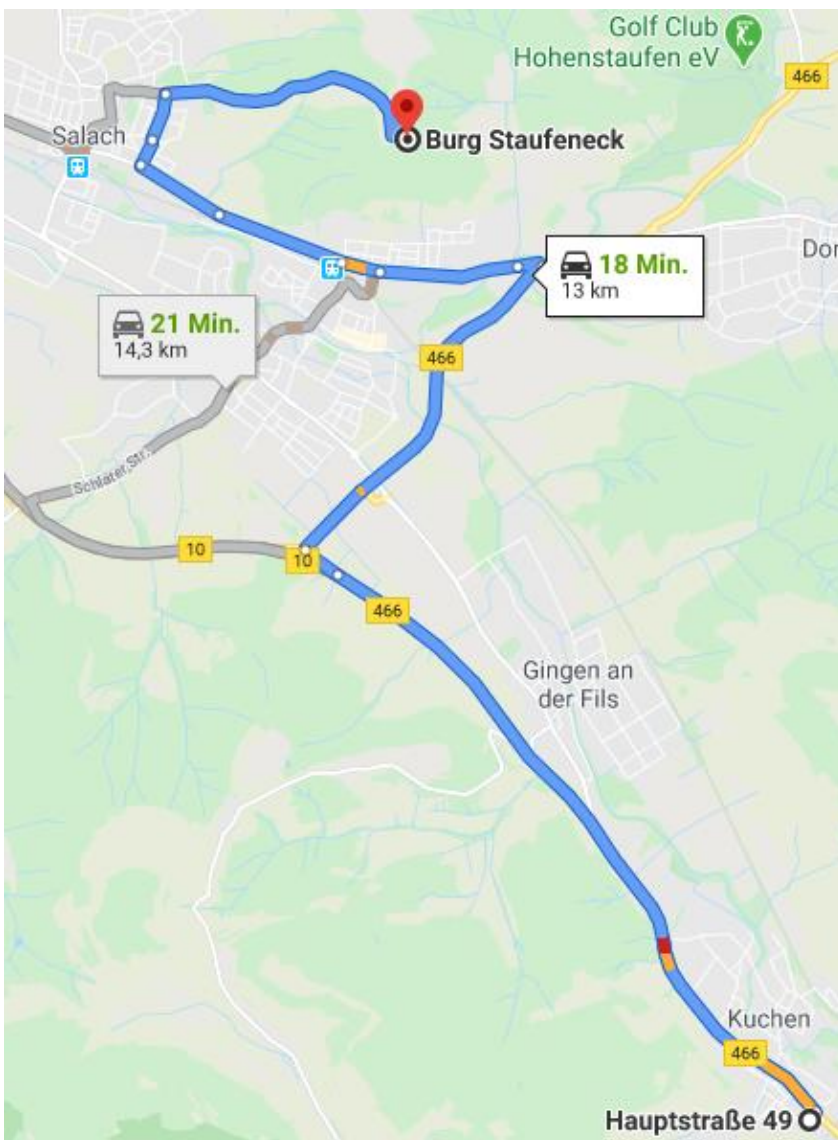 Golf Club
Hohenstaufen eV
466
Salach
Burg Staufeneck
Don
18 Min.
13 km
21 Min.
14,3 km
466
Schlater Str.
10
10
466
Gingen an
der Fils
Kuchen
466
Hauptstraße 49